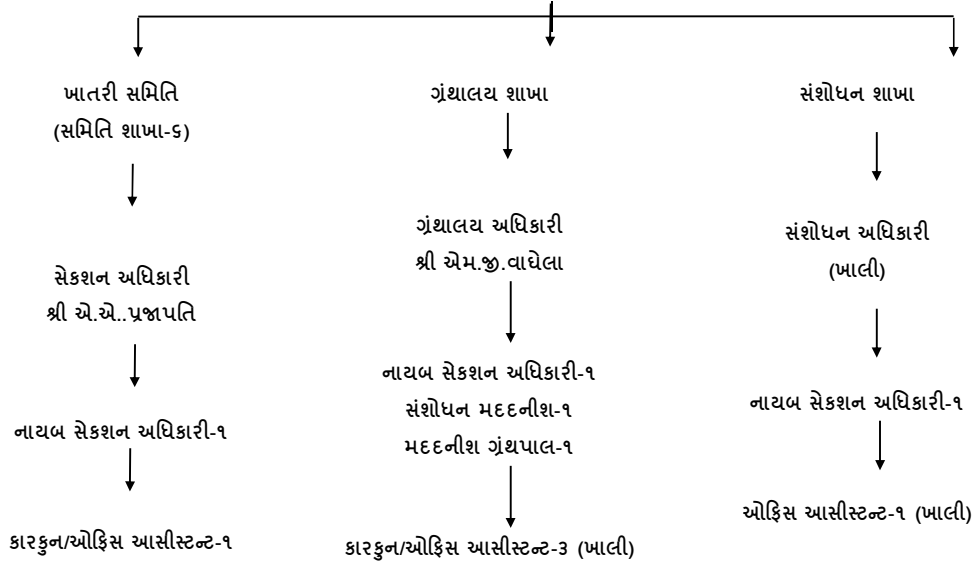 ખાતરી સમિતિ
(સમિતિ શાખા-૬)
સેકશન અધિકારી
શ્રી એ.એ..પ્રજાપતિ
નાયબ સેકશન અધિકારી-૧
કારકુન/ઓફિસ આસીસ્ટન્ટ-૧
ગ્રંથાલય શાખા
ગ્રંથાલય અધિકારી
શ્રી એમ.જી.વાઘેલા
નાયબ સેકશન અધિકારી-૧
સંશોધન મદદનીશ-૧
મદદનીશ ગ્રંથપાલ-૧
કારકુન/ઓફિસ આસીસ્ટન્ટ-૩ (ખાલી)
સંશોધન શાખા
સંશોધન અધિકારી
(ખાલી)
નાયબ સેકશન અધિકારી-૧
ઓફિસ આસીસ્ટન્ટ-૧ (ખાલી)